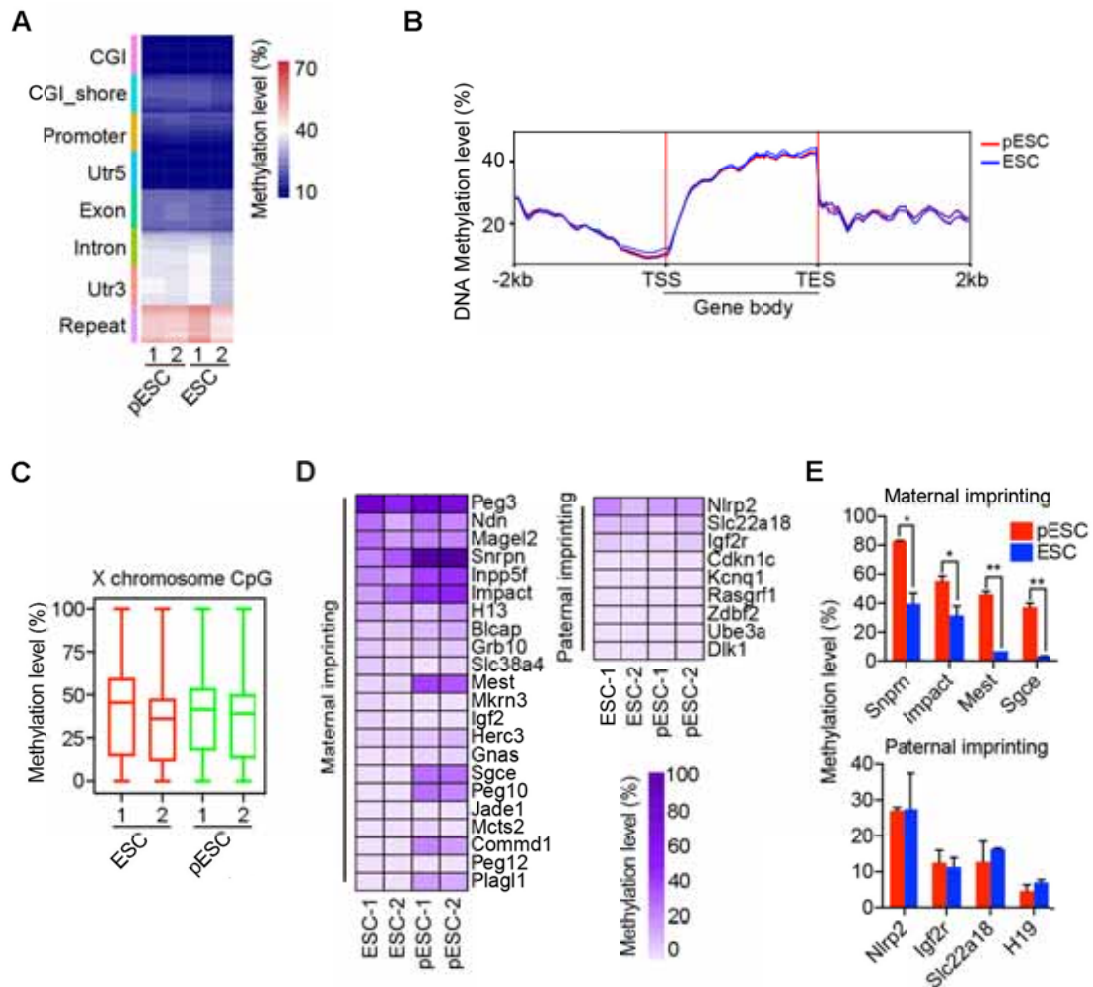 A
CGI
CGI_shore
Promoter
Utr5
Exon
Intron
Utr3
Repeat
1 2 1 2
pESC ESC
Methylation level (%)
70
40
10
B
DNA Methylation level (%)
40
20
-2kb TSS TES 2kb
Gene body
pESC
ESC
C
X chromosome CpG
Methylation level (%)
100
75
50
25
0
1 2 1 2
ESC pESC
D
Maternal imprinting
Peg3
Ndn
Magel2
Snrpn
Inpp5f
Impact
H13
Blcap
Grb10
Slc38a4
Mest
Mkrn3
Igf2
Herc3
Gnas
Sgce
Peg10
Jade1
Mcts2
Commd1
Peg12
Plagl1
ESC-1
ESC-2
pESC-1
pESC-2
Paternal imprinting
Nlrp2
Slc22a18
Igf2r
Cdkn1c
Kcnq1
Rasgrf1
Zdbf2
Ube3a
Dlk1
ESC-1
ESC-2
pESC-1
pESC-2
Methylation level (%)
100
80
60
40
20
0
E
Maternal imprinting
100
80
60
40
20
0
* * ** **
pESC
ESC
Snprn
impact
Mest
Sgce
Methylation level (%)
Paternal imprinting
40
30
20
10
0
Nlrp2
Igf2r
Slc22a18
H19